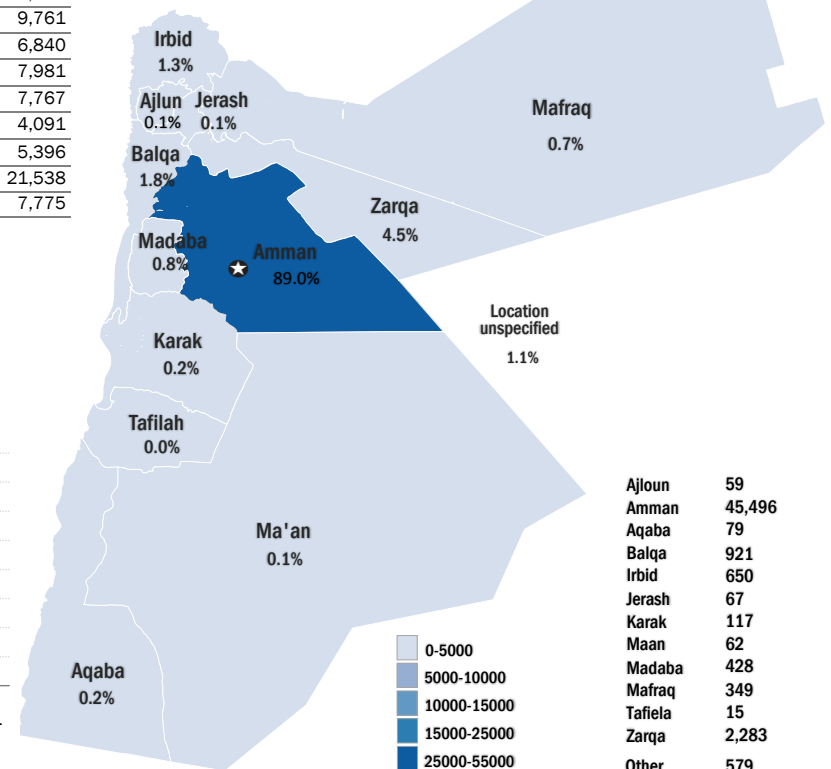 9,761
6,840
7,981
7,767
4,091
5,396
21,538
7,775
Irbid
1.3%
Ajlun
0.1%
Jerash
0.1%
Mafraq
0.7%
Balqa
1.8%
Zarqa
4.5%
Madaba
0.8%
Amman
89.0%
Location
unspecified
1.1%
Karak
0.2%
Tafilah
0.0%
Ma'an
0.1%
Aqaba
0.2%
0-5000
5000-10000
10000-15000
15000-25000
25000-55000
Ajloun 59
Amman 45,496
Aqaba 79
Balqa 921
Irbid 650
Jerash 67
Karak 117
Maan 62
Madaba 428
Mafraq 349
Tafiela 15
Zarqa 2,283
Other 579